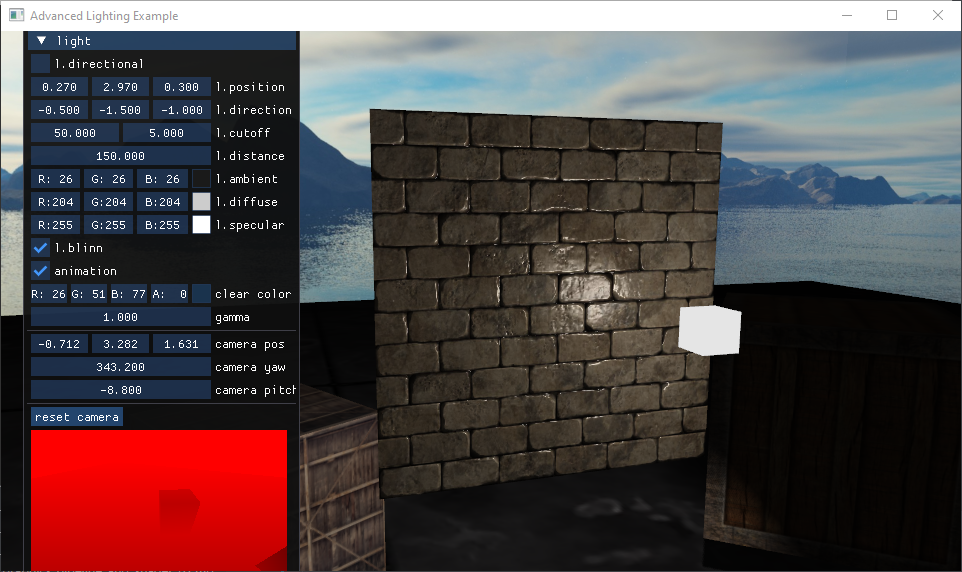 Advanced Lighting Example
light
l.directional
0.270 2.970 0.300 l.position
-0.500 -1.500 -1.000 l.direction
50.000 5.000 l.cutoff
150.000 l.distance
R: 26 G: 26 B: 26 l.ambient
R:204 G:204 B:204 l.diffuse
R:255 G:255 B:255 l.specular
l.blinn
animation
R: 26 G: 51 B: 77 A: 0 clear color
1.000 gamma
-0.712 3.282 1.631 camera pos
343.200 camera yaw
-8.800 camera pitch
reset camera